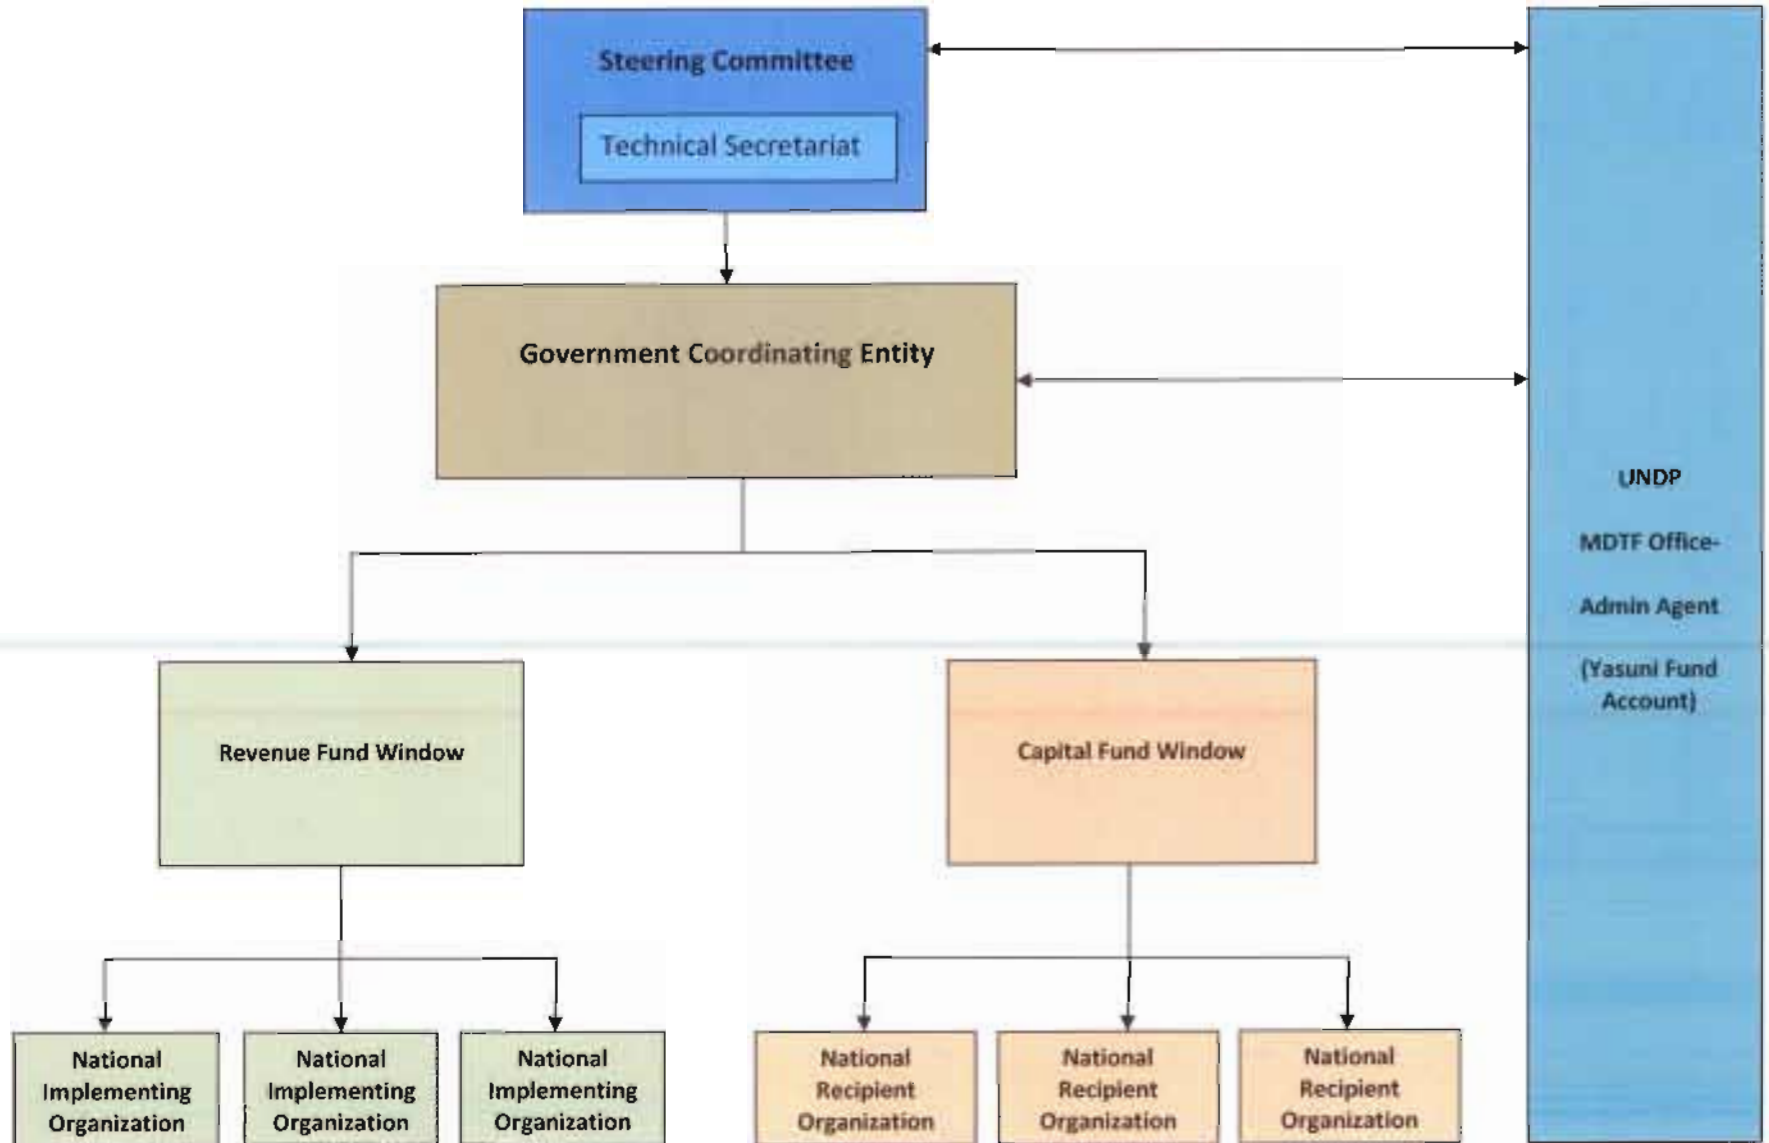 Steering Committee
Technical Secretariat
Government Coordinating Entity
UNDP
MDTF Office-
Admin Agent
(Yasuni Fund
Account)
Revenue Fund Window
Capital Fund Window
National
Implementing
Organization
National
Implementing
Organization
National
Implementing
Organization
National
Recipient
Organization
National
Recipient
Organization
National
Recipient
Organization